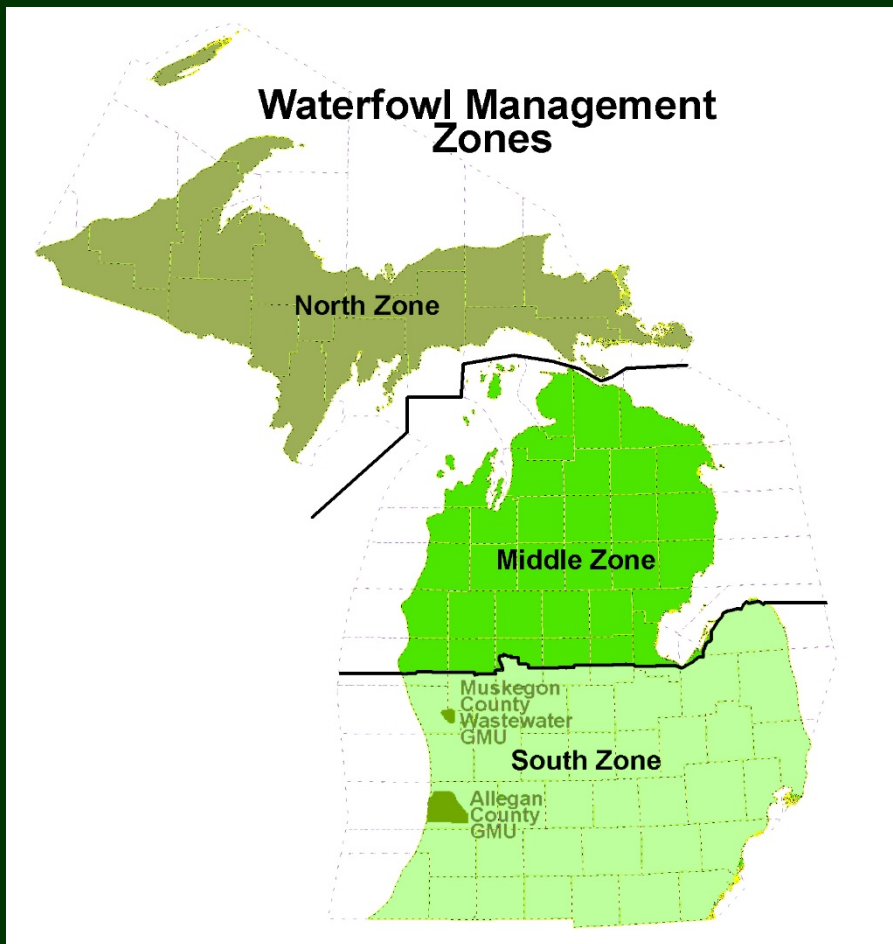 Waterfowl Management
Zones
North Zone
Middle Zone
Muskegon
County
Wastewater
GMU
South Zone
Allegan
County
GMU